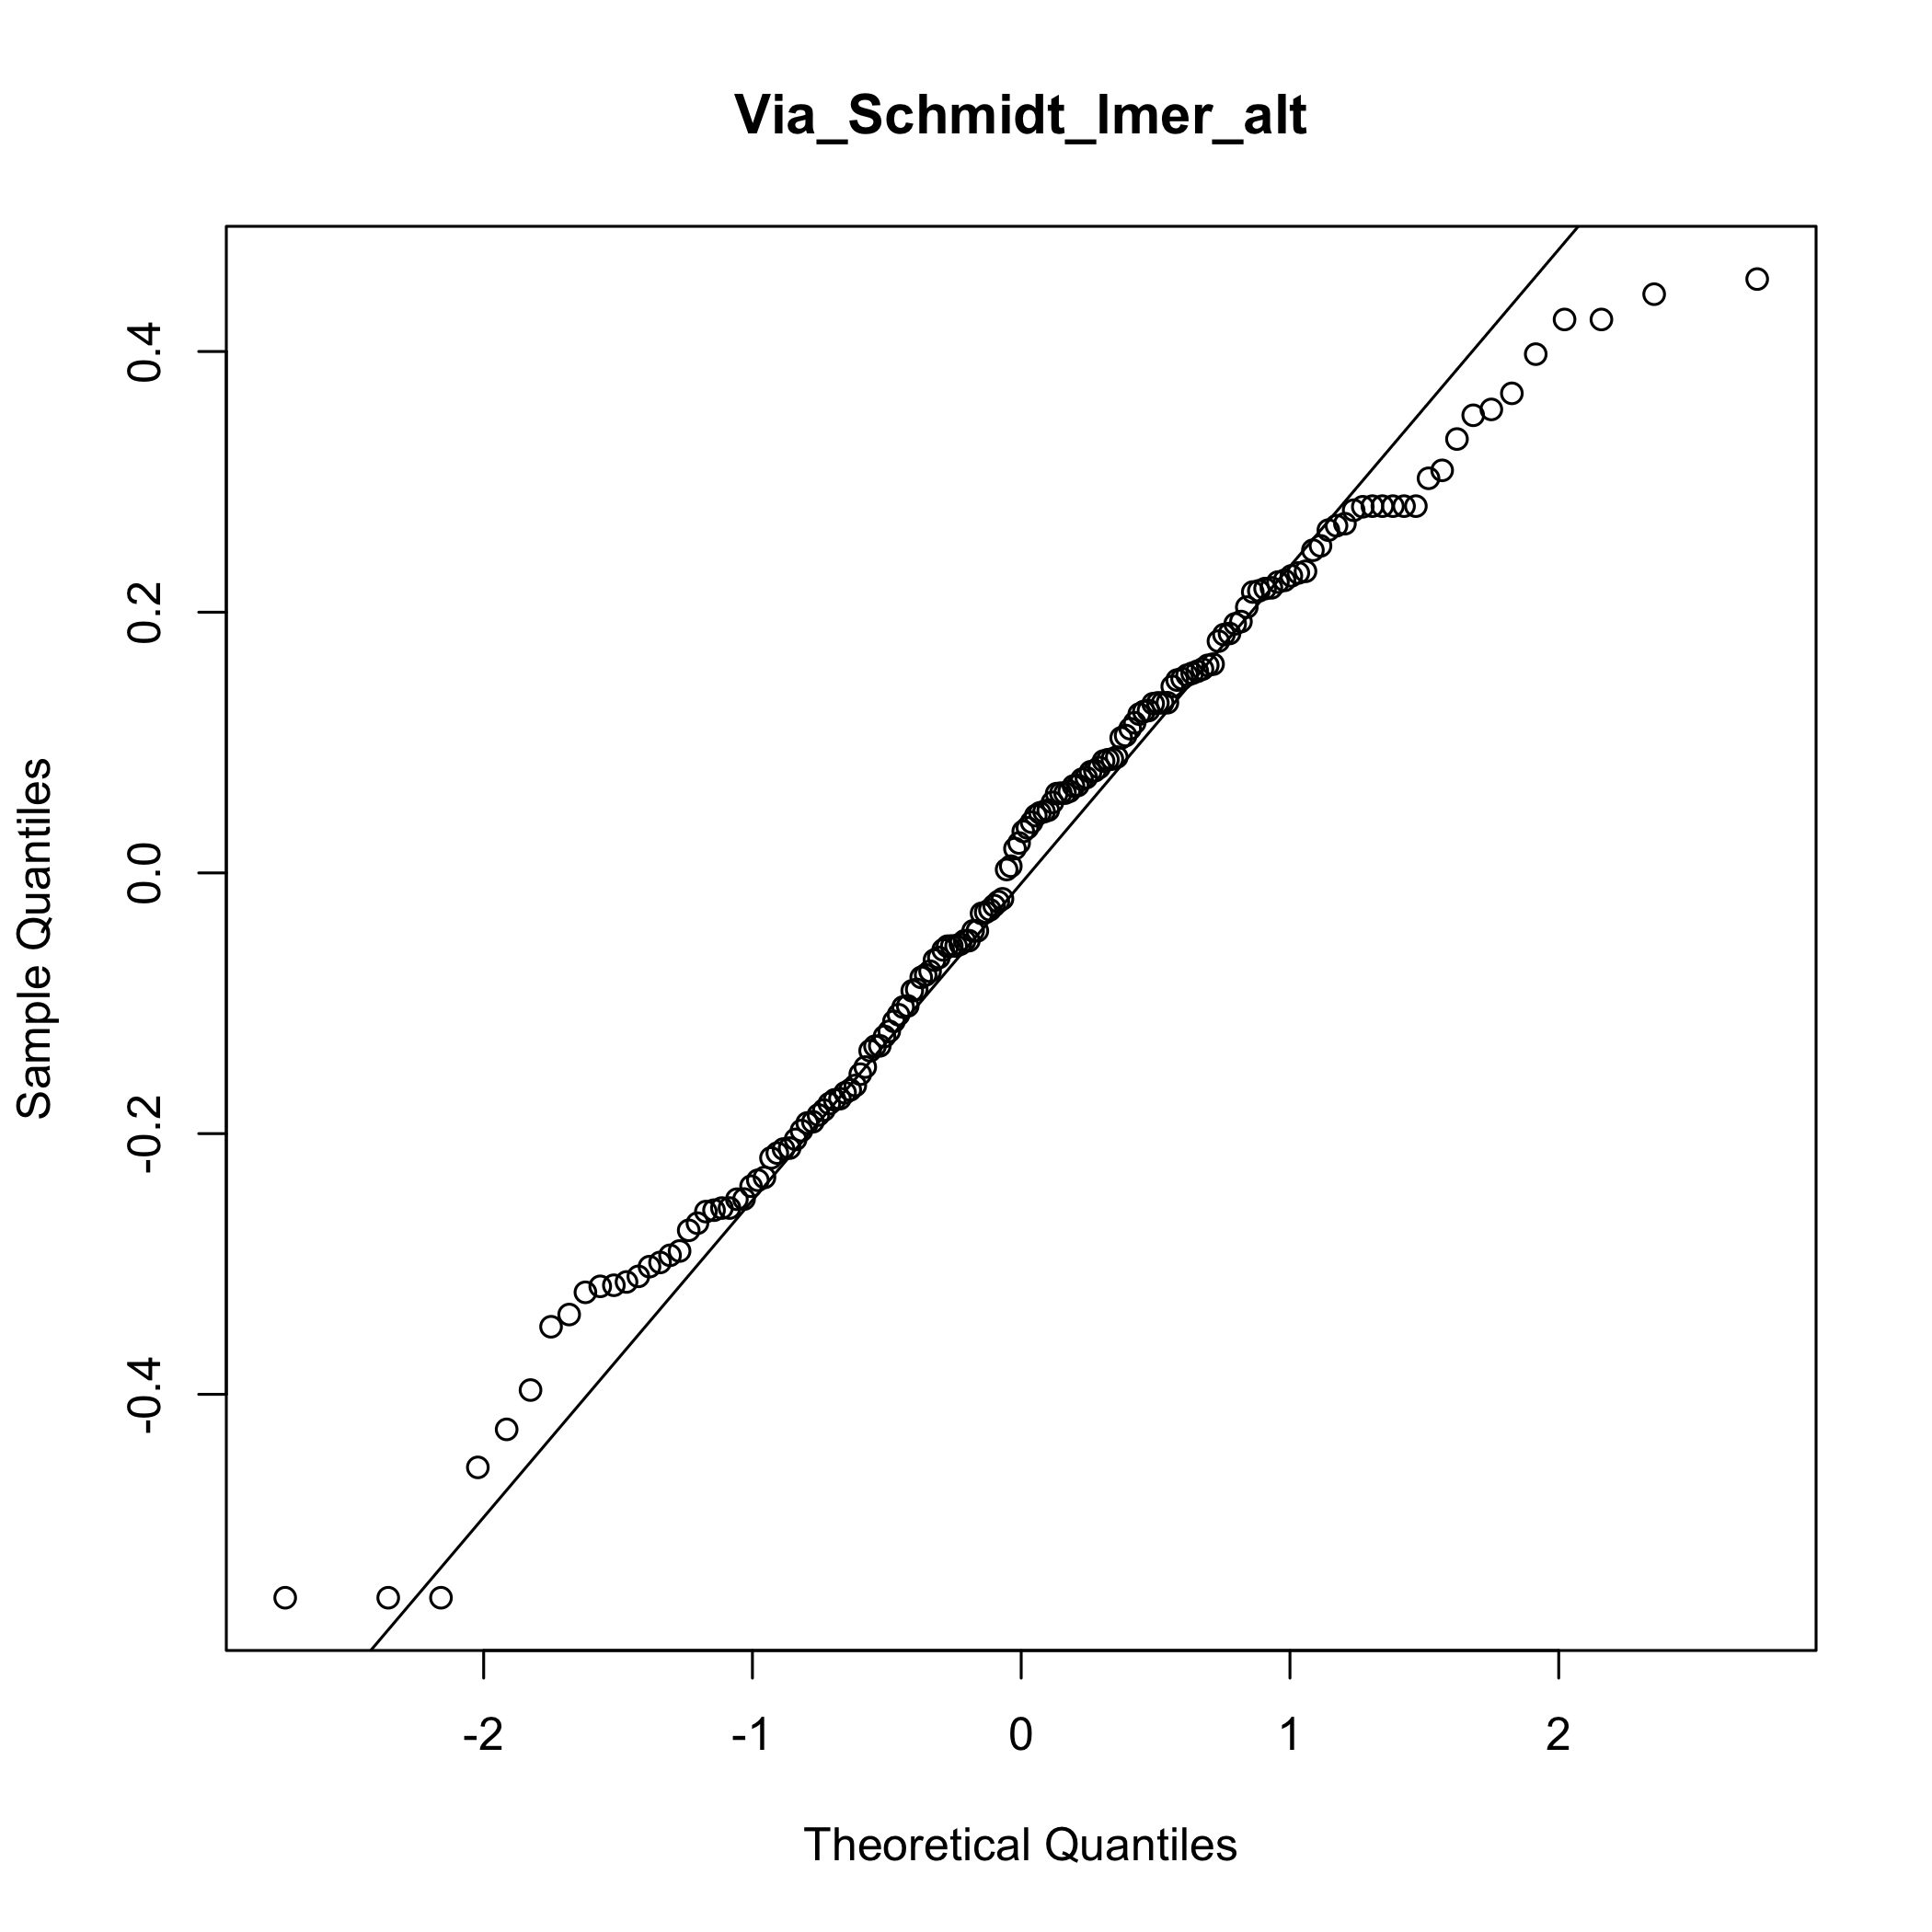 Via_Schmidt_lmer_alt
Sample Quantiles
0.4
0.2
0.0
-0.2
-0.4
-2 -1 0 1 2
Theoretical Quantiles